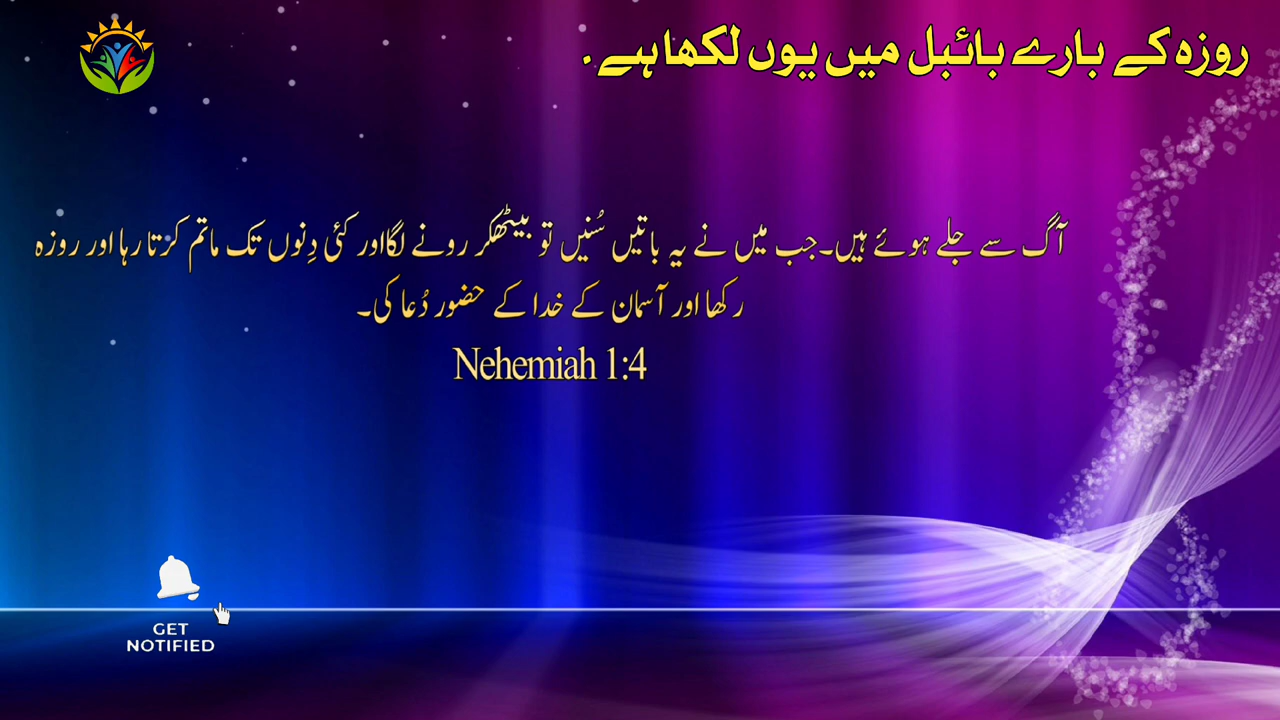 روزہ کے بارے بائبل میں یوں لکھا ہے .
آگ سے جلے ہوئے ہیں۔جب میں نے یہ باتیں سُنیں تو بیٹھکر رونے لگااور کئی دِنوں تک ماتم کرتا رہا اور روزہ
رکھا اور آسمان کے خدا کے حضور دُعا کی۔
Nehemiah 1:4
GET
NOTIFIED